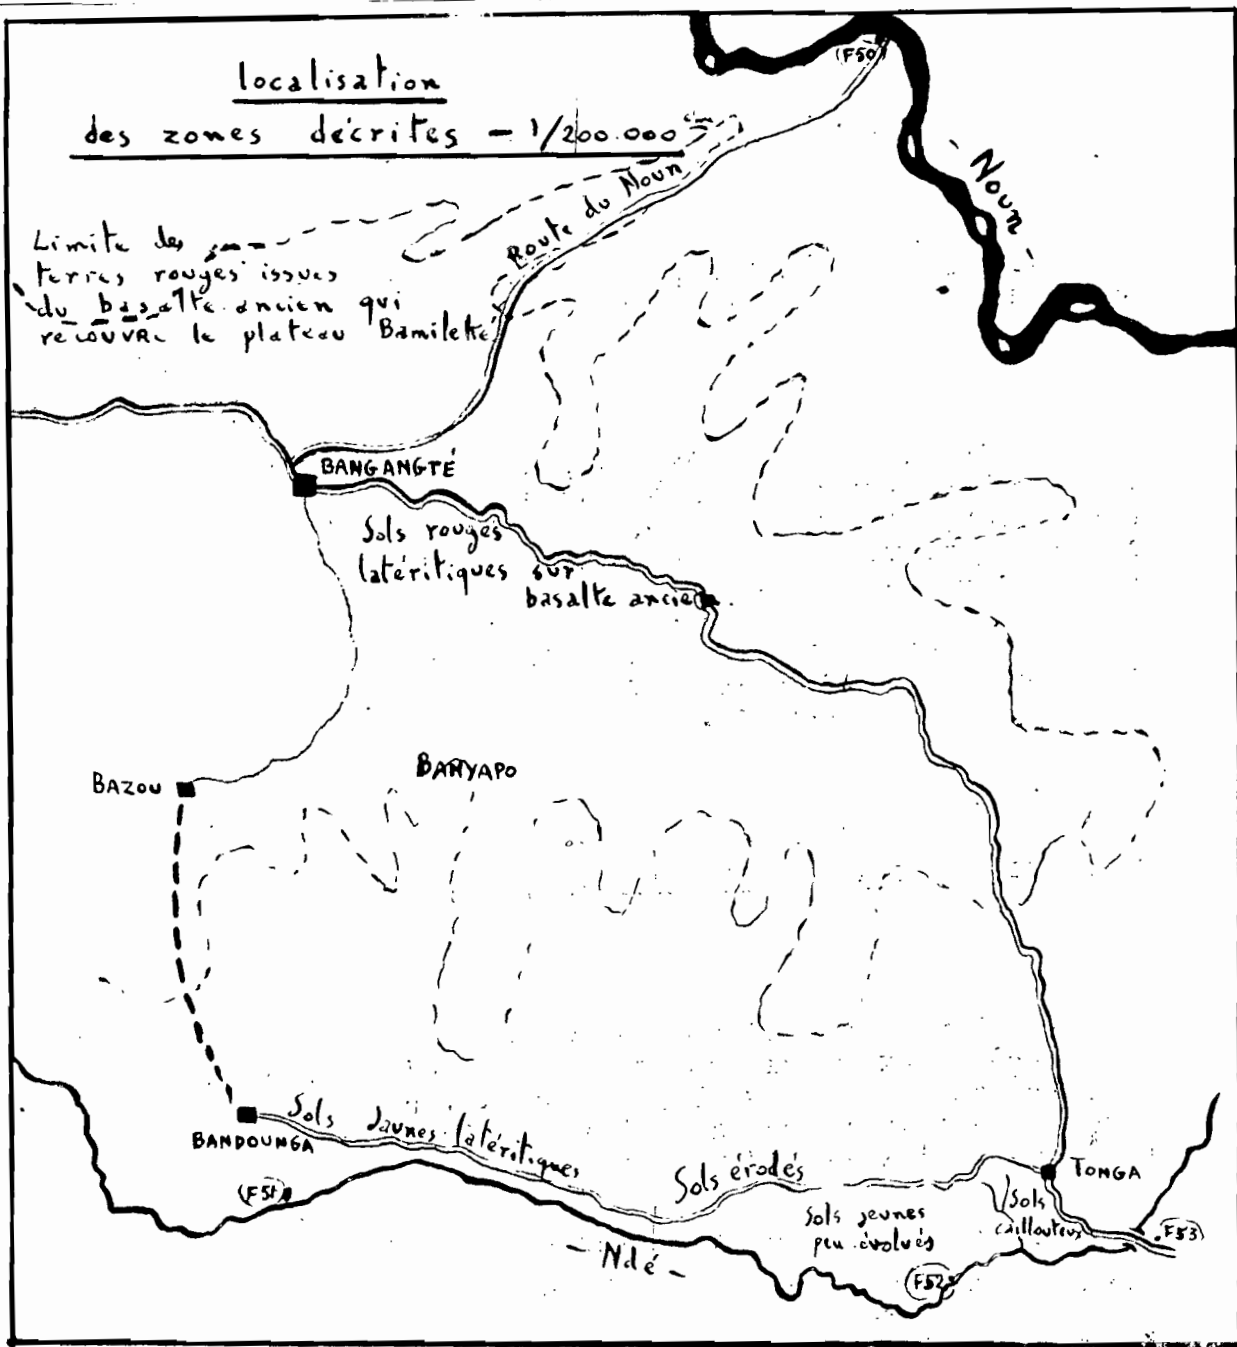 localisation
des zones décrites - 1/200.000ème
(F50)
Noun
Route du Noun
Limite des
terres rouges issues
du basalte ancien qui
recouvre le plateau Bamileké
BANGANGTÉ
Sols rouges
latéritiques sur
basalte ancien
BAZOU
BANYAPO
BANDOUNGA
Sols Jaunes latéritiques
(F51)
Sols érodés
TONGA
Sols jeunes
peu évolués
Sols
caillouteux
F53
- Ndé -
F52